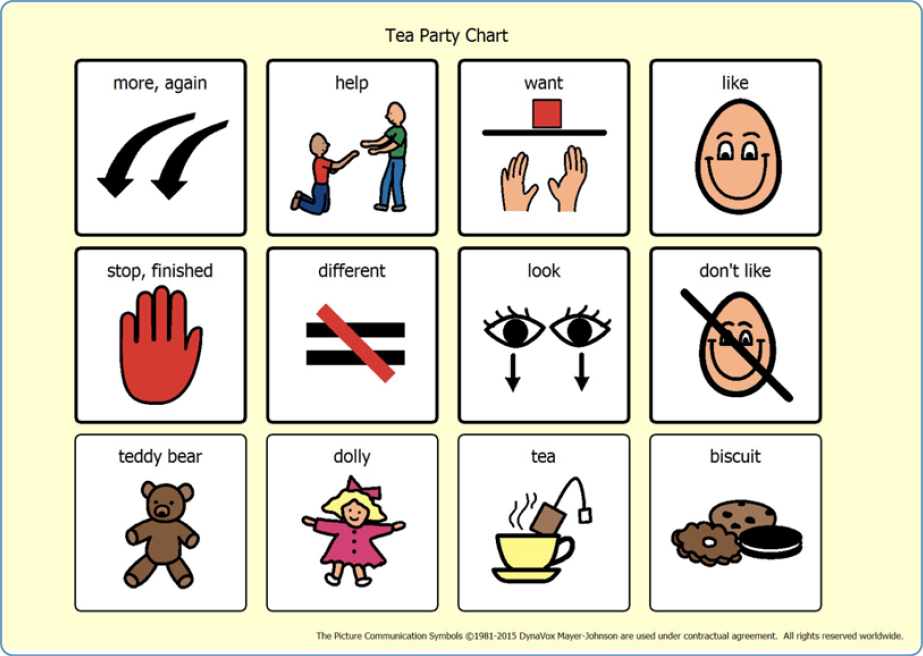 Tea Party Chart
more, again
help
want
like
stop, finished
different
look
don't like
teddy bear
dolly
tea
biscuit
The Picture Communication Symbols ©1981-2015 DynaVox Mayer-Johnson are used under contractual agreement. All rights reserved worldwide.